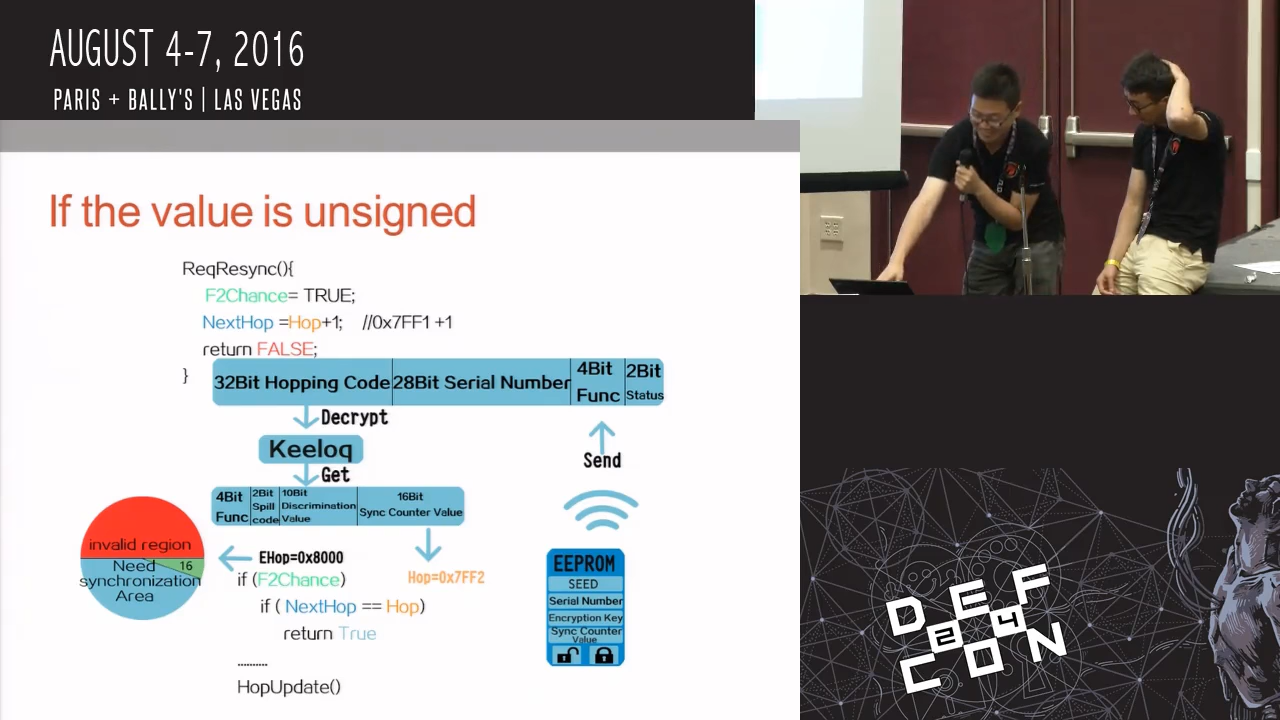 AUGUST 4-7, 2016
PARIS + BALLY'S | LAS VEGAS
If the value is unsigned
ReqResync(){
F2Chance= TRUE;
NextHop =Hop+1; //0x7FF1 +1
return FALSE;
}
32Bit Hopping Code
28Bit Serial Number
4Bit
Func
2Bit
Status
Decrypt
Keeloq
Get
Send
4Bit
Func
2Bit
Spill
code
10Bit
Discrimination
Value
16Bit
Sync Counter Value
invalid region
Need
synchronization
Area
16
EHop=0x8000
Hop=0x7FF2
if (F2Chance)
if ( NextHop == Hop)
return True
..........
HopUpdate()
EEPROM
SEED
Serial Number
Encryption Key
Sync Counter
Value
DEF
24
CON